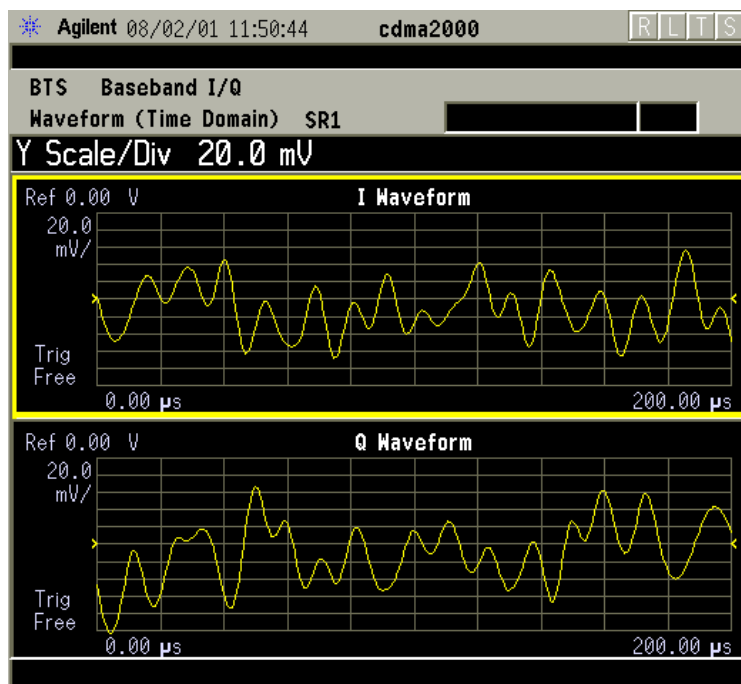 Agilent 08/02/01 11:50:44 cdma2000 R L T S
BTS Baseband I/Q
Waveform (Time Domain) SR1
Y Scale/Div 20.0 mV
Ref 0.00 V I Waveform
20.0
mV/
Trig
Free
0.00 μs 200.00 μs
Ref 0.00 V Q Waveform
20.0
mV/
Trig
Free
0.00 μs 200.00 μs